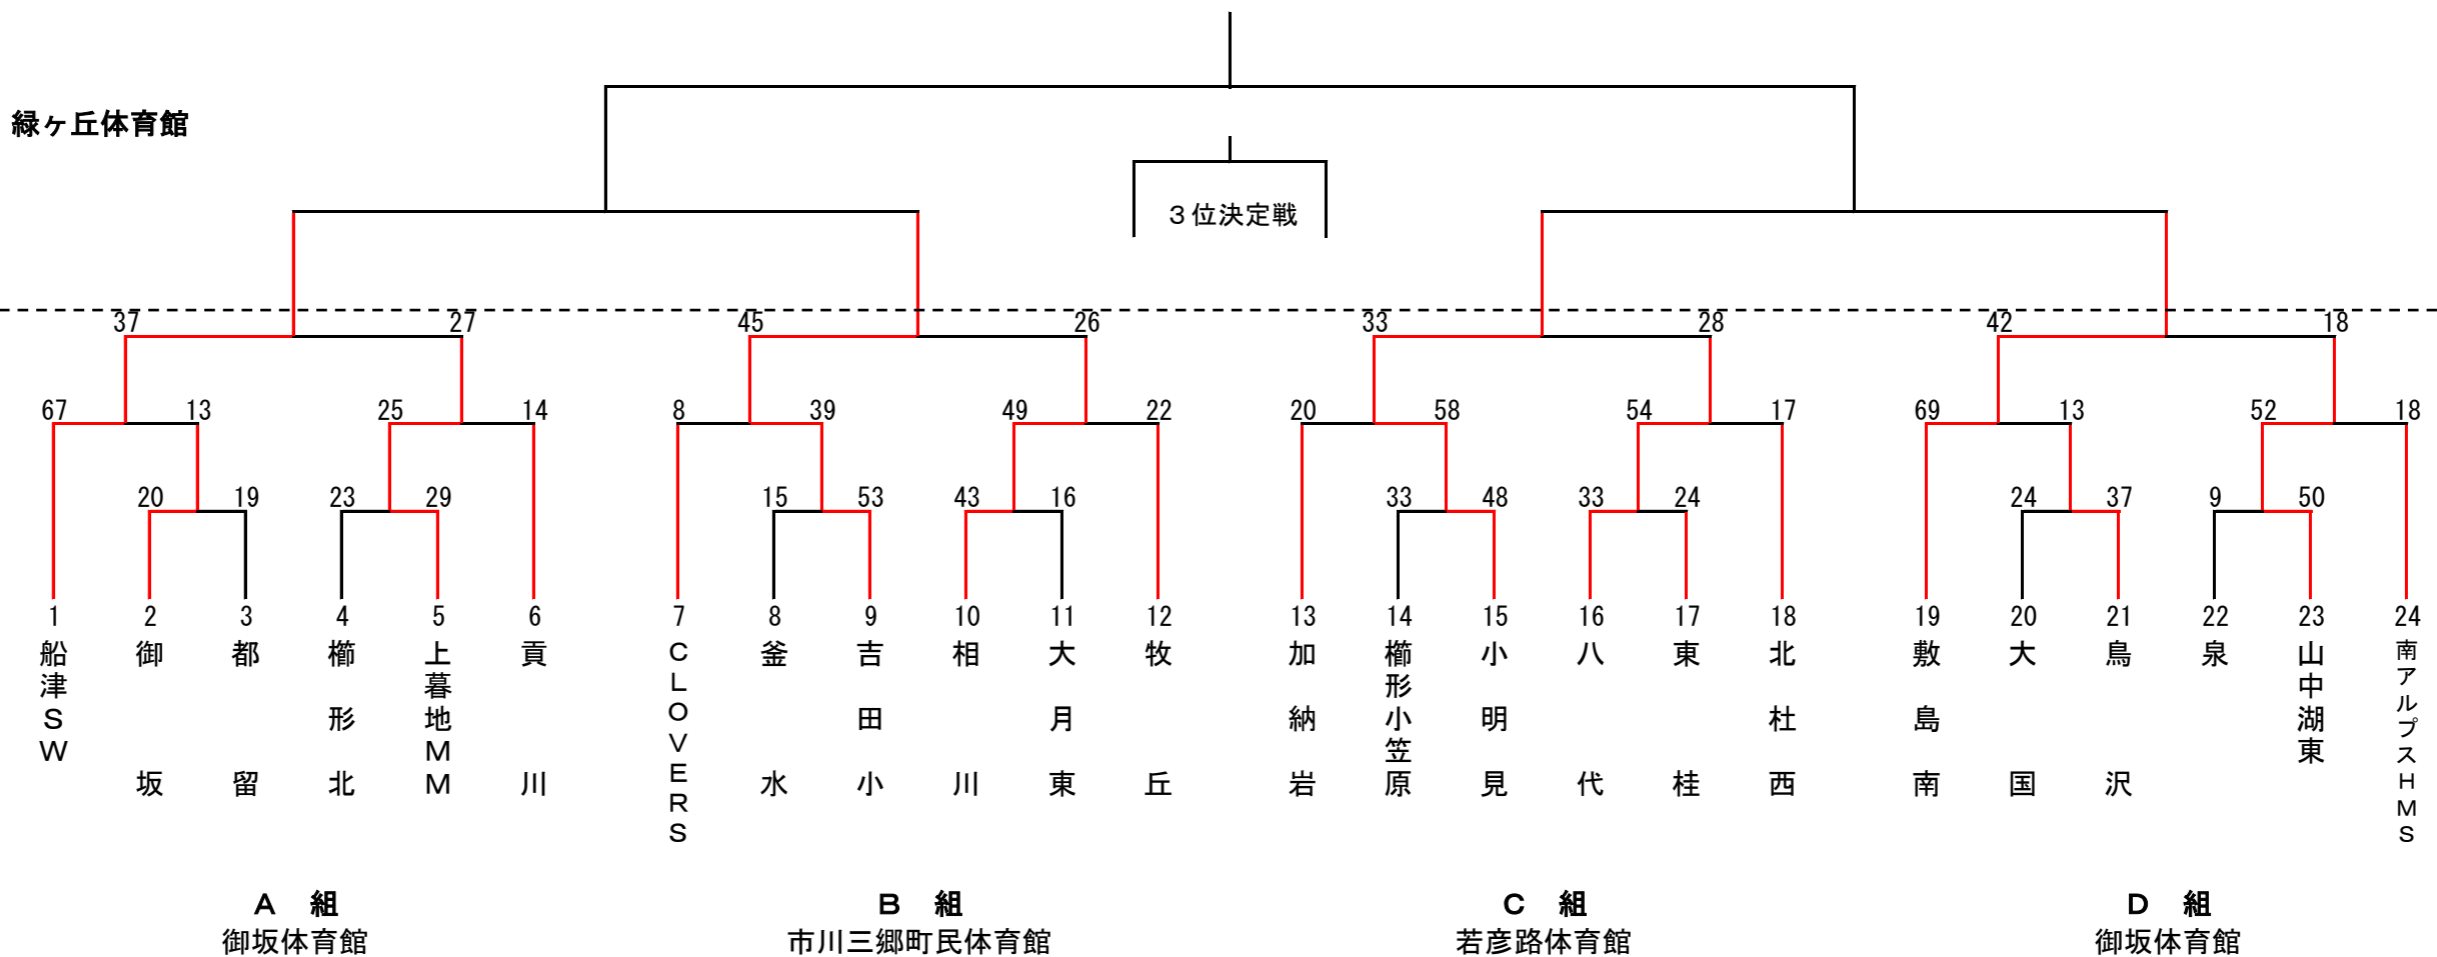 緑ヶ丘体育館
３位決定戦
37 27 45 26 33 28 42 18
67 13 25 14 8 39 49 22 20 58 54 17 69 13 52 18
20 19 23 29 15 53 43 16 33 48 33 24 24 37 9 50
1 2 3 4 5 6 7 8 9 10 11 12 13 14 15 16 17 18 19 20 21 22 23 24
船津ＳＷ
御坂
都留
櫛形北
上暮地ＭＭ
貢川
ＣＬＯＶＥＲＳ
釜水
吉田小
相川
大月東
牧丘
加納岩
櫛形小笠原
小明見
八代
東桂
北杜西
敷島南
大国
鳥沢
泉
山中湖東
南アルプスＨＭＳ
Ａ　組 Ｂ　組 Ｃ　組 Ｄ　組
御坂体育館 市川三郷町民体育館 若彦路体育館 御坂体育館